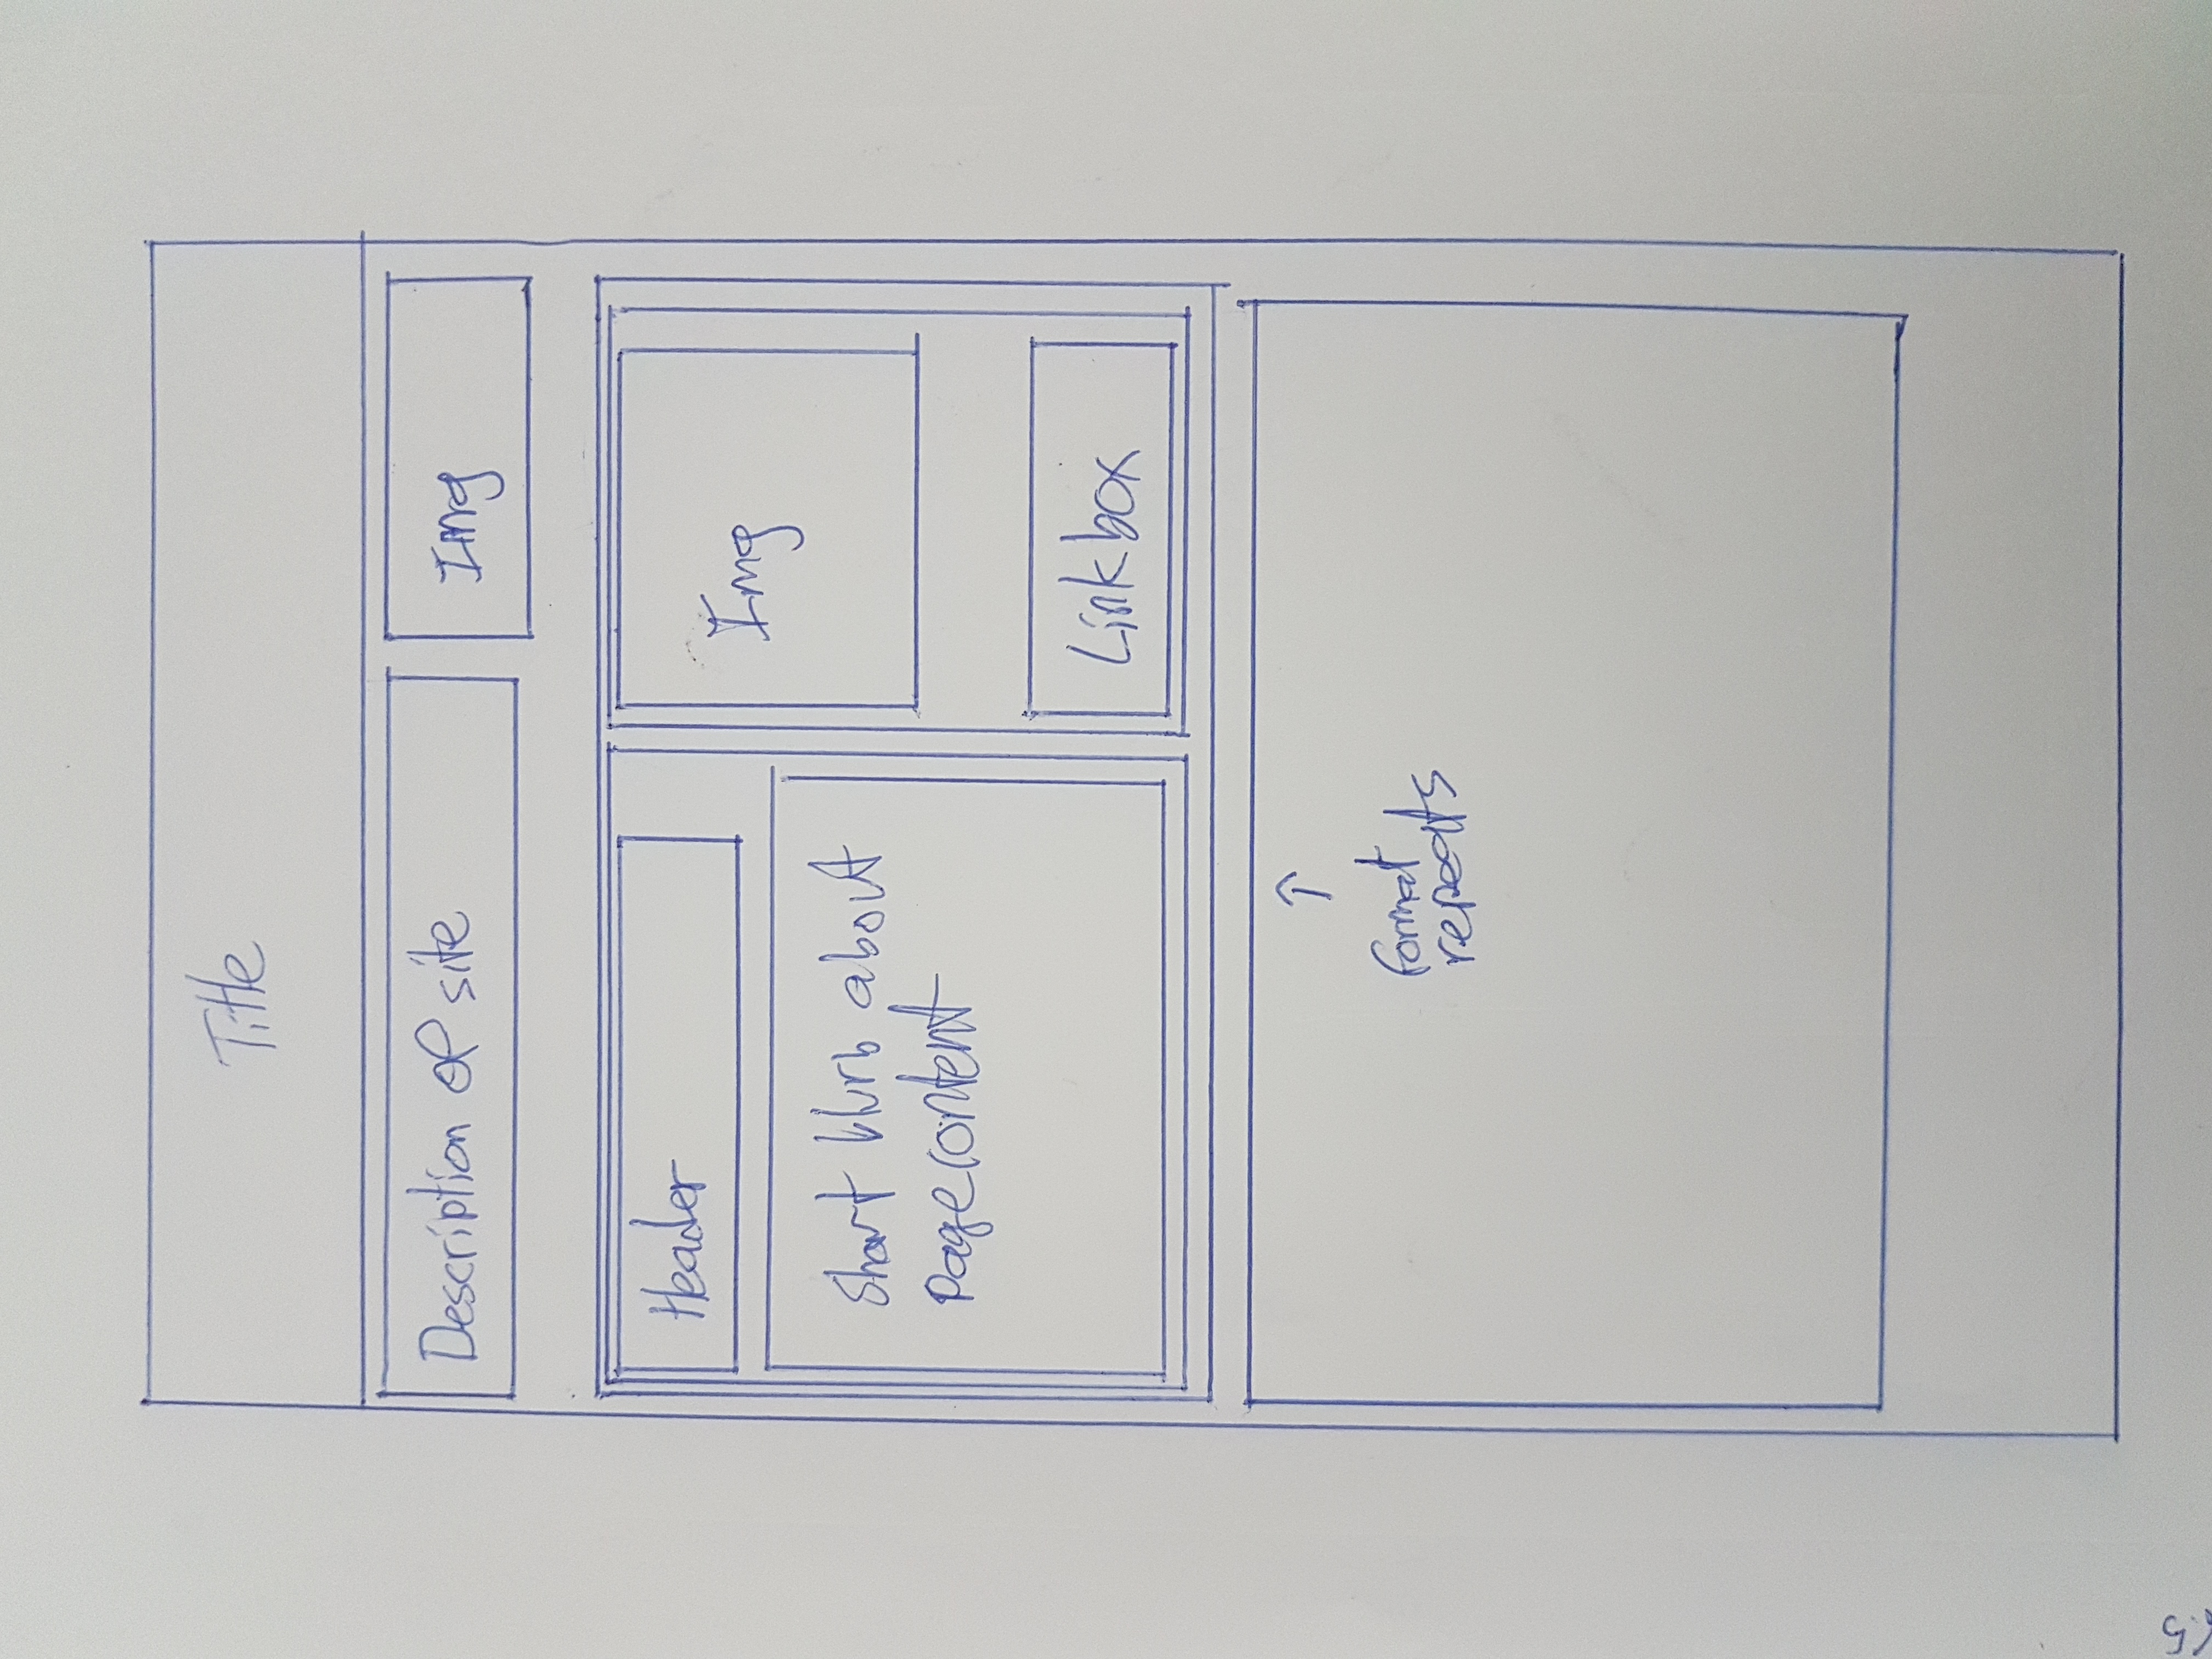 Title
Description of site
Img
Header
Img
Short blurb about
page content
Link box
format
repeats